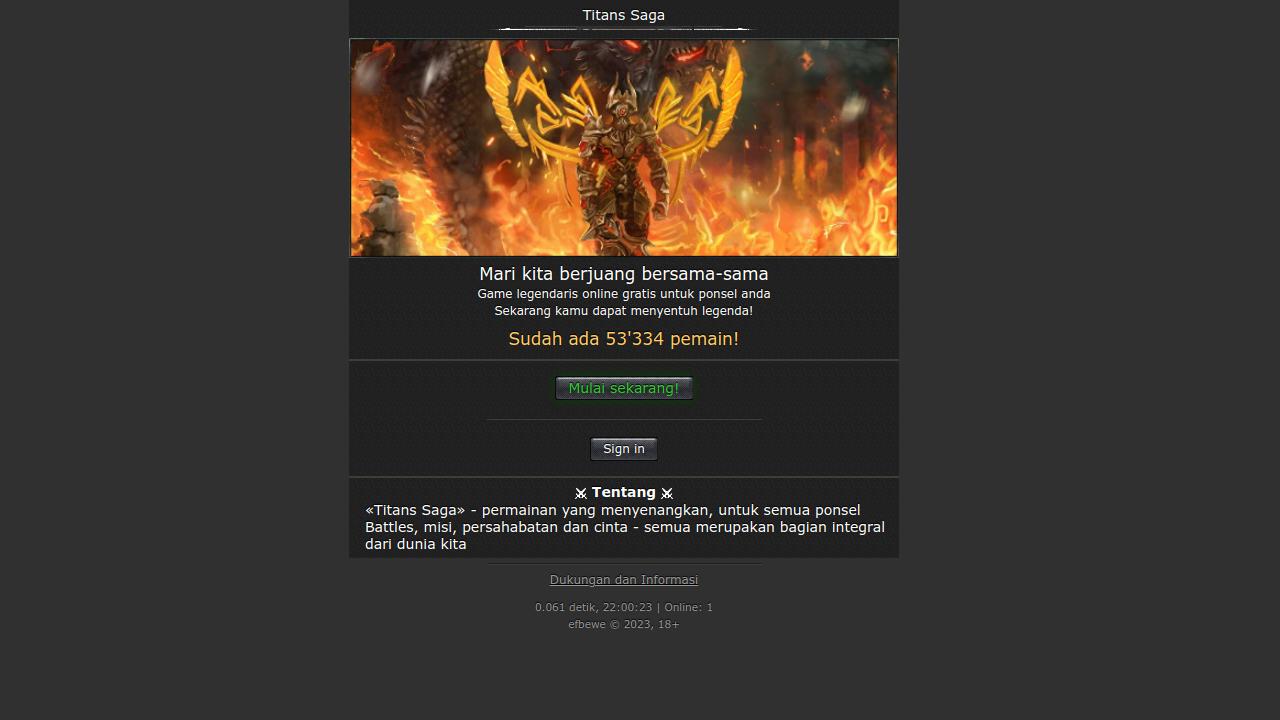 Titans Saga
Mari kita berjuang bersama-sama
Game legendaris online gratis untuk ponsel anda
Sekarang kamu dapat menyentuh legenda!
Sudah ada 53'334 pemain!
Mulai sekarang!
Sign in
Tentang
«Titans Saga» - permainan yang menyenangkan, untuk semua ponsel
Battles, misi, persahabatan dan cinta - semua merupakan bagian integral
dari dunia kita
Dukungan dan Informasi
0.061 detik, 22:00:23 | Online: 1
efbewe © 2023, 18+